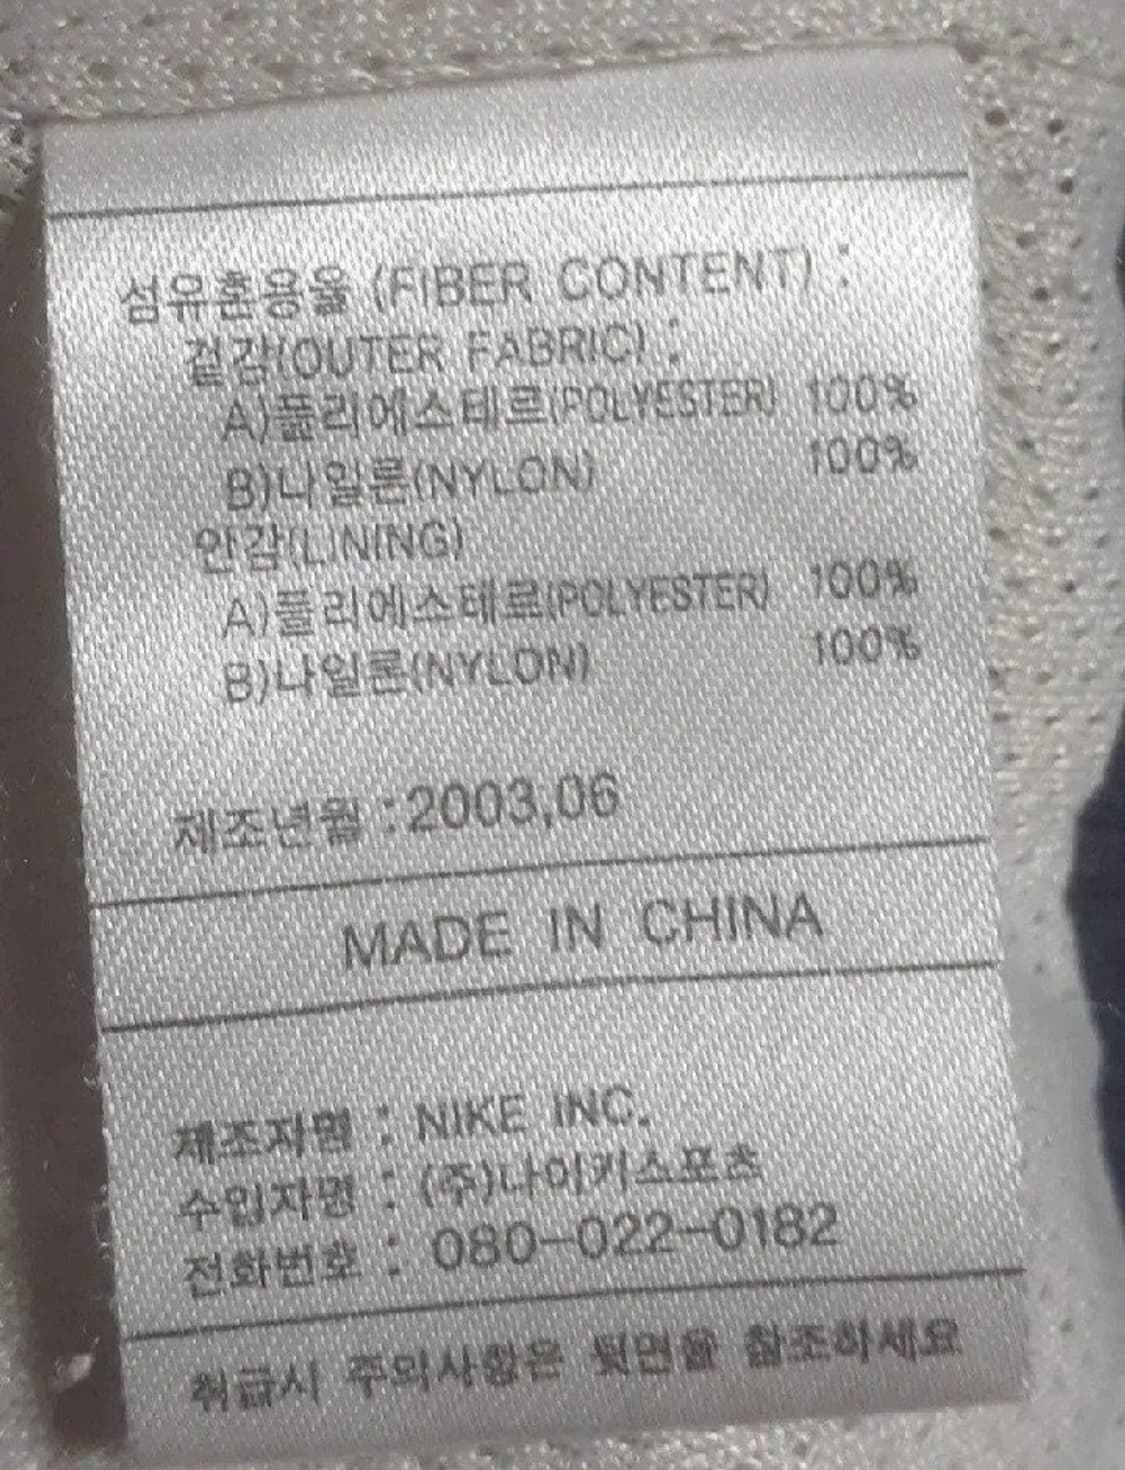 섬유혼용율 (FIBER CONTENT) :
겉감(OUTER FABRIC) :
A)폴리에스테르(POLYESTER) 100%
B)나일론(NYLON) 100%
안감(LINING)
A)폴리에스테르(POLYESTER) 100%
B)나일론(NYLON) 100%
제조년월 : 2003,06
MADE IN CHINA
제조자명 : NIKE INC.
수입자명 : (주)나이키스포츠
전화번호 : 080-022-0182
취급시 주의사항은 뒷면을 참조하세요